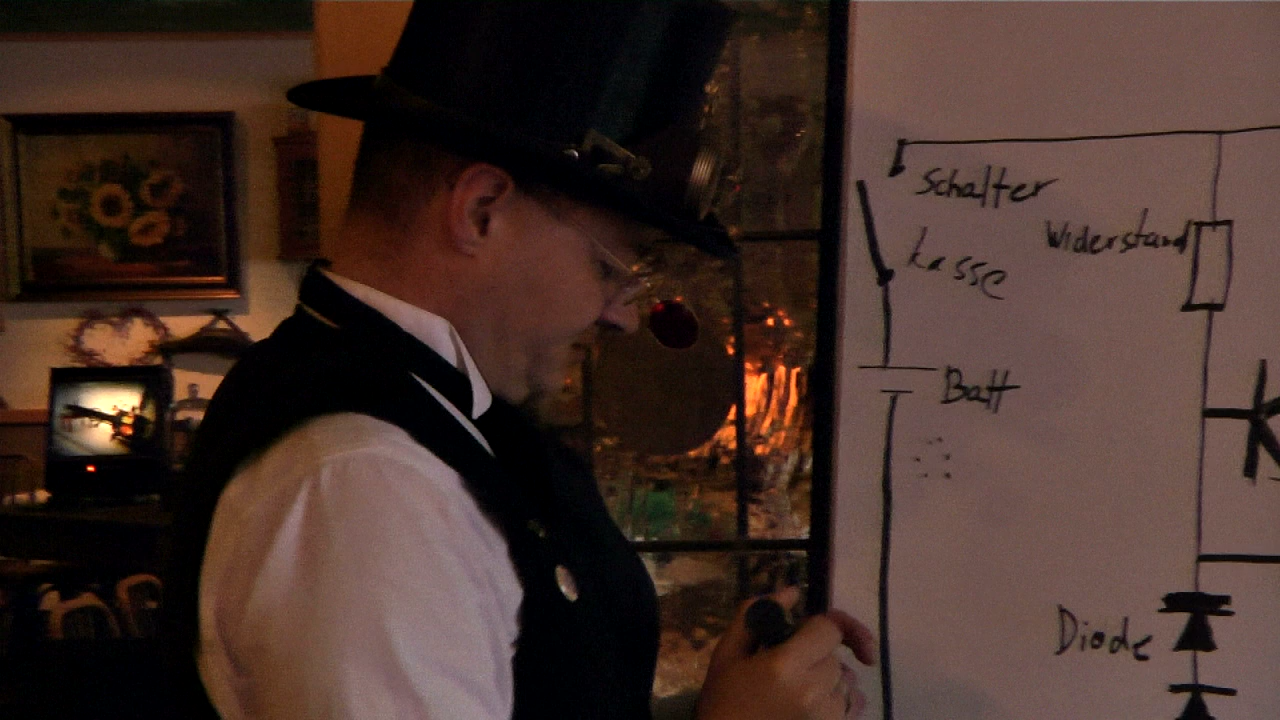 Schalter
Widerstand
Kasse
Batt
K
Diode